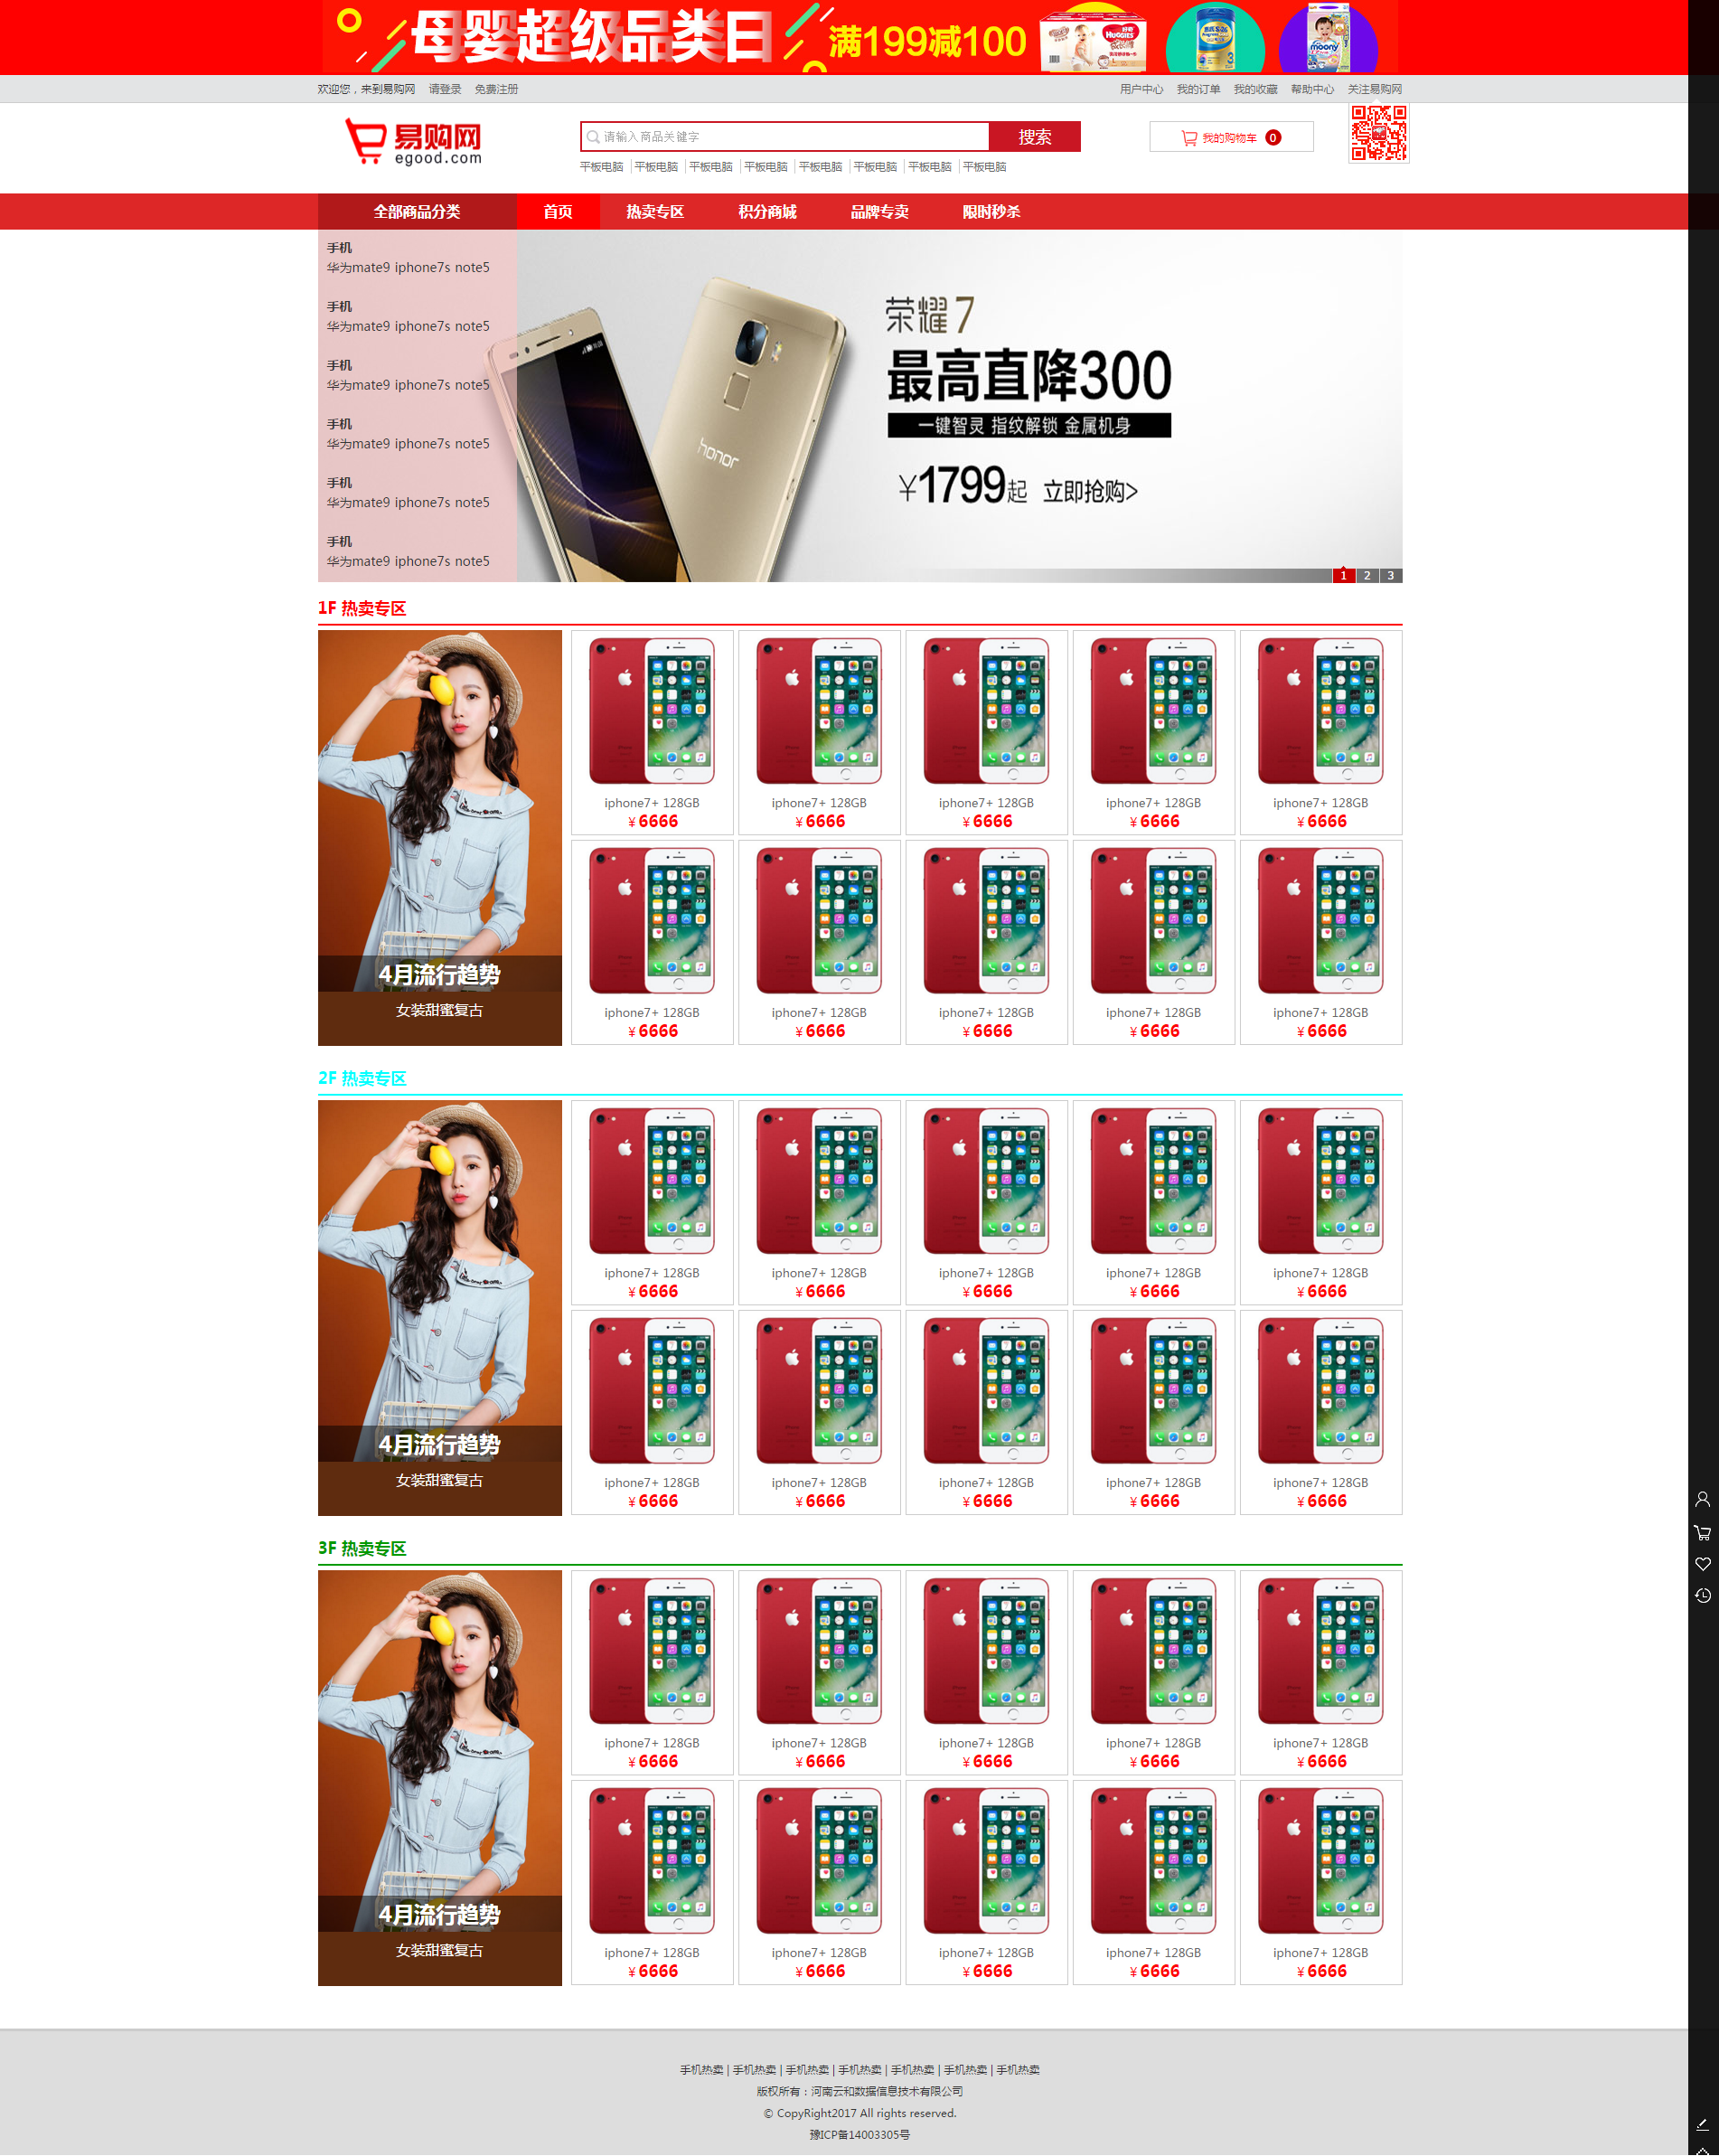 母婴超级品类日 满199减100
欢迎您，来到易购网 请登录 免费注册 用户中心 我的订单 我的收藏 帮助中心 关注易购网
易购网
egood.com
请输入商品关键字 搜索 我的购物车 0
平板电脑 平板电脑 平板电脑 平板电脑 平板电脑 平板电脑 平板电脑 平板电脑
全部商品分类 首页 热卖专区 积分商城 品牌专卖 限时秒杀
手机
华为mate9 iphone7s note5
手机
华为mate9 iphone7s note5
手机
华为mate9 iphone7s note5
手机
华为mate9 iphone7s note5
手机
华为mate9 iphone7s note5
手机
华为mate9 iphone7s note5
honor
荣耀7
最高直降300
一键智灵 指纹解锁 金属机身
¥1799起 立即抢购>
1 2 3
1F 热卖专区
4月流行趋势
女装甜蜜复古
iphone7+ 128GB iphone7+ 128GB iphone7+ 128GB iphone7+ 128GB iphone7+ 128GB
¥6666 ¥6666 ¥6666 ¥6666 ¥6666
iphone7+ 128GB iphone7+ 128GB iphone7+ 128GB iphone7+ 128GB iphone7+ 128GB
¥6666 ¥6666 ¥6666 ¥6666 ¥6666
2F 热卖专区
4月流行趋势
女装甜蜜复古
iphone7+ 128GB iphone7+ 128GB iphone7+ 128GB iphone7+ 128GB iphone7+ 128GB
¥6666 ¥6666 ¥6666 ¥6666 ¥6666
iphone7+ 128GB iphone7+ 128GB iphone7+ 128GB iphone7+ 128GB iphone7+ 128GB
¥6666 ¥6666 ¥6666 ¥6666 ¥6666
3F 热卖专区
4月流行趋势
女装甜蜜复古
iphone7+ 128GB iphone7+ 128GB iphone7+ 128GB iphone7+ 128GB iphone7+ 128GB
¥6666 ¥6666 ¥6666 ¥6666 ¥6666
iphone7+ 128GB iphone7+ 128GB iphone7+ 128GB iphone7+ 128GB iphone7+ 128GB
¥6666 ¥6666 ¥6666 ¥6666 ¥6666
手机热卖 | 手机热卖 | 手机热卖 | 手机热卖 | 手机热卖 | 手机热卖 | 手机热卖
版权所有：河南云和数据信息技术有限公司
© CopyRight2017 All rights reserved.
豫ICP备14003305号